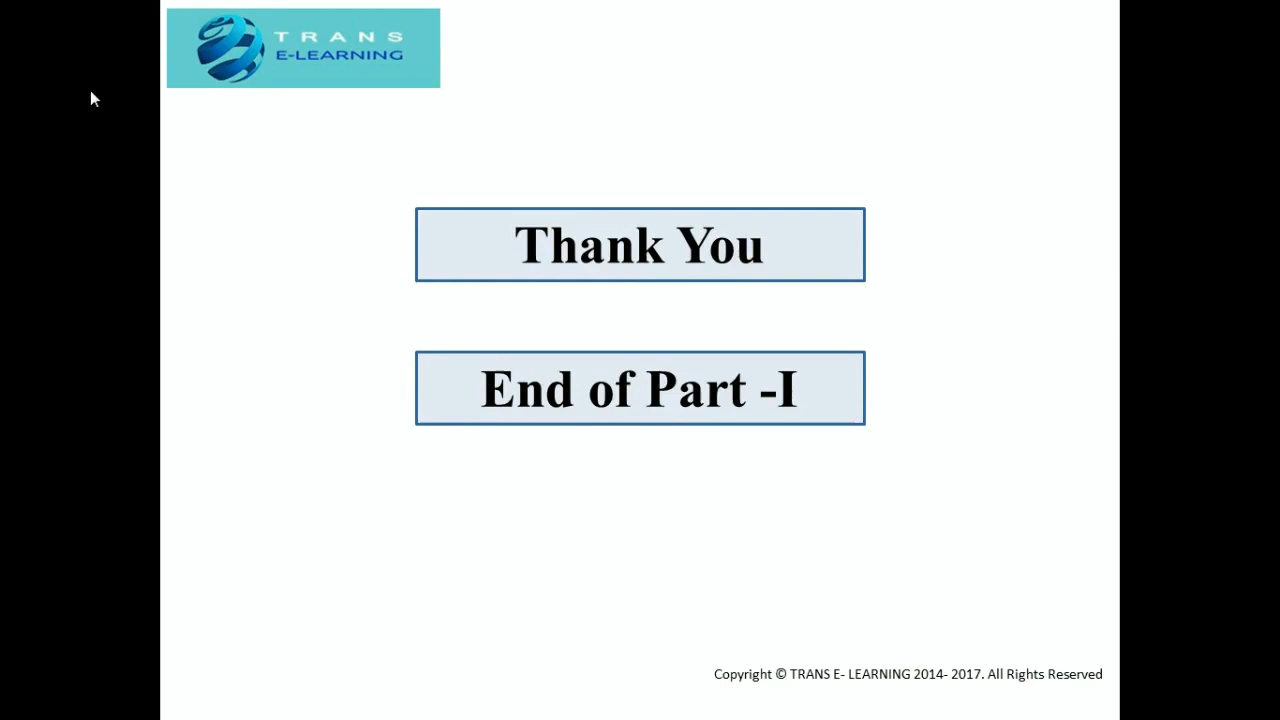 TRANS
E-LEARNING
Thank You
End of Part -I
Copyright © TRANS E- LEARNING 2014- 2017. All Rights Reserved